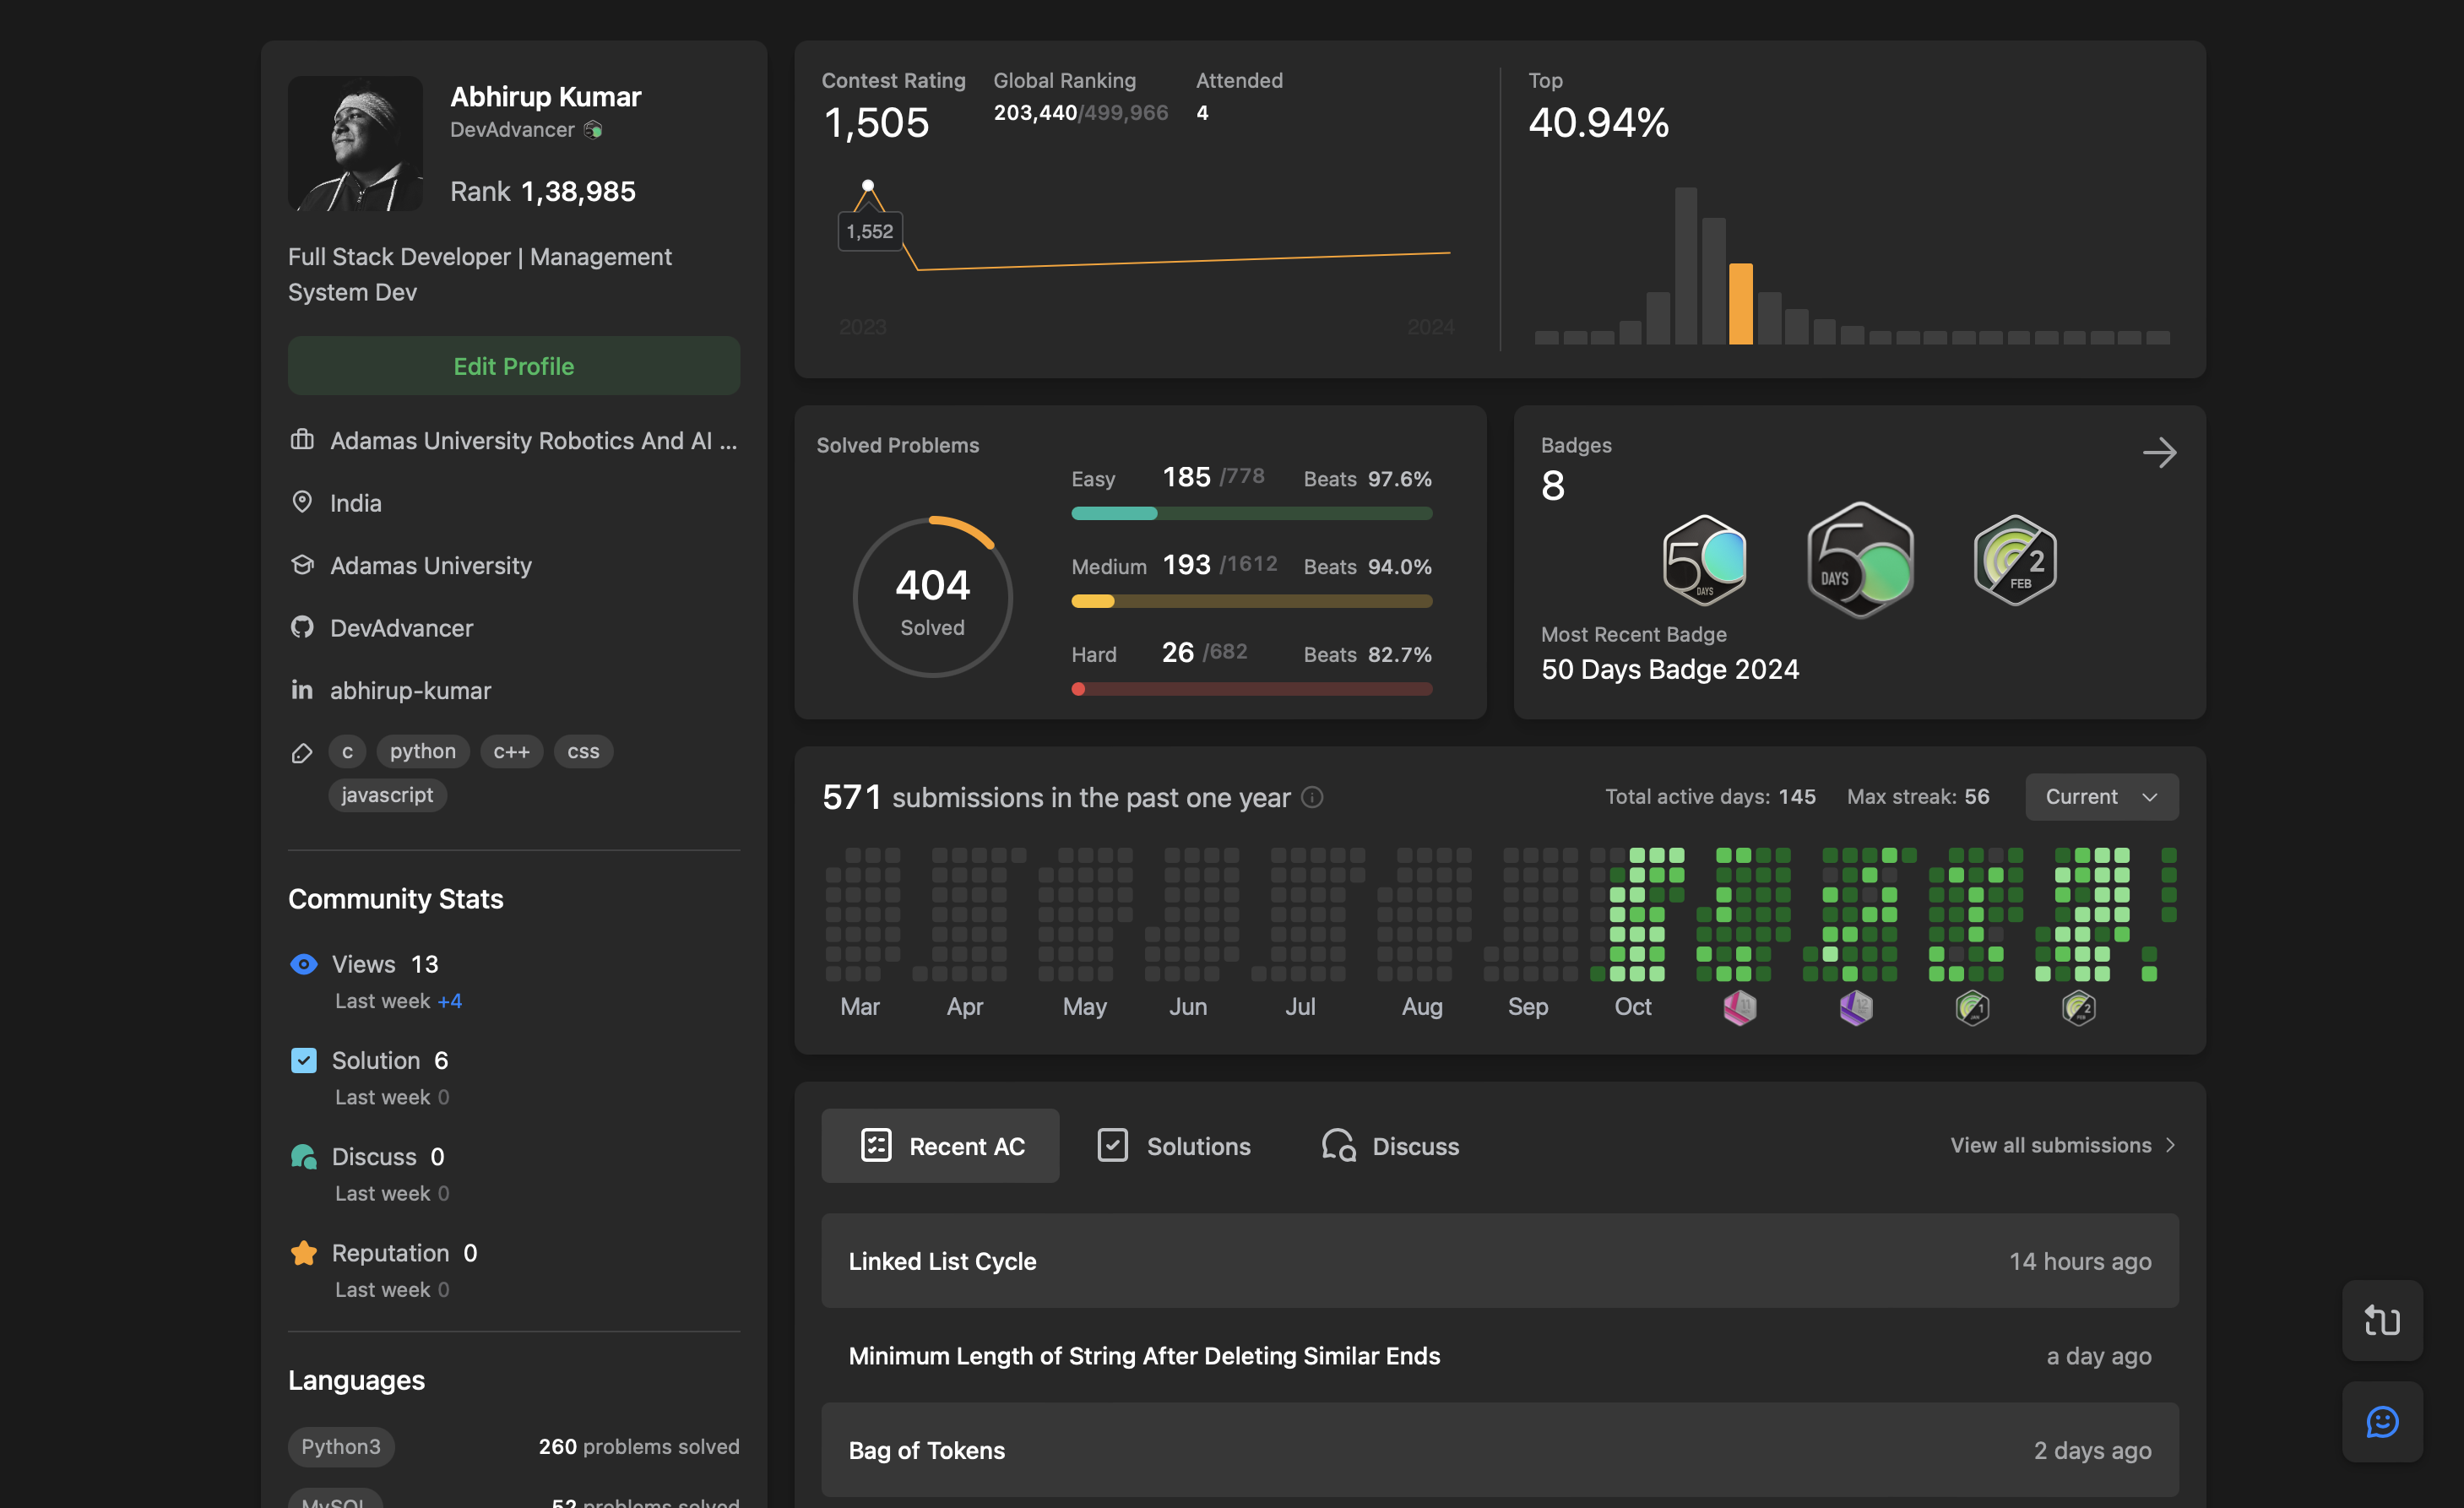 Abhirup Kumar
DevAdvancer
Rank 1,38,985
Full Stack Developer | Management
System Dev
Edit Profile
Adamas University Robotics And AI ...
India
Adamas University
DevAdvancer
abhirup-kumar
c python c++ css
javascript
Community Stats
Views 13
Last week +4
Solution 6
Last week 0
Discuss 0
Last week 0
Reputation 0
Last week 0
Languages
Python3 260 problems solved
MySQL 52 problems solved
Contest Rating Global Ranking Attended
1,505 203,440/499,966 4
1,552
2023 2024
Top
40.94%
Solved Problems
404
Solved
Easy 185 /778 Beats 97.6%
Medium 193 /1612 Beats 94.0%
Hard 26 /682 Beats 82.7%
Badges
8
50 DAYS
50 DAYS
2 FEB
Most Recent Badge
50 Days Badge 2024
571 submissions in the past one year
Total active days: 145 Max streak: 56 Current
Mar Apr May Jun Jul Aug Sep Oct
Recent AC Solutions Discuss View all submissions
Linked List Cycle 14 hours ago
Minimum Length of String After Deleting Similar Ends a day ago
Bag of Tokens 2 days ago